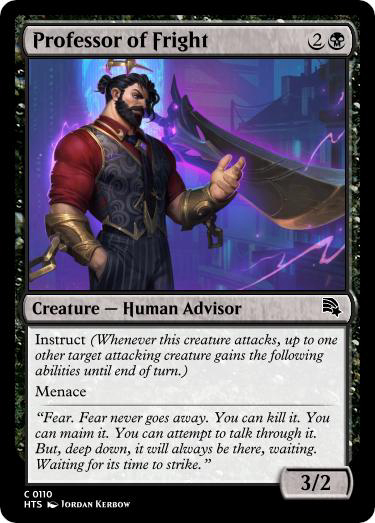 Professor of Fright 2
Creature — Human Advisor
Instruct (Whenever this creature attacks, up to one
other target attacking creature gains the following
abilities until end of turn.)
Menace
“Fear. Fear never goes away. You can kill it. You
can maim it. You can attempt to talk through it.
But, deep down, it will always be there, waiting.
Waiting for its time to strike.”
3/2
C 0110
HTS Jordan Kerbow